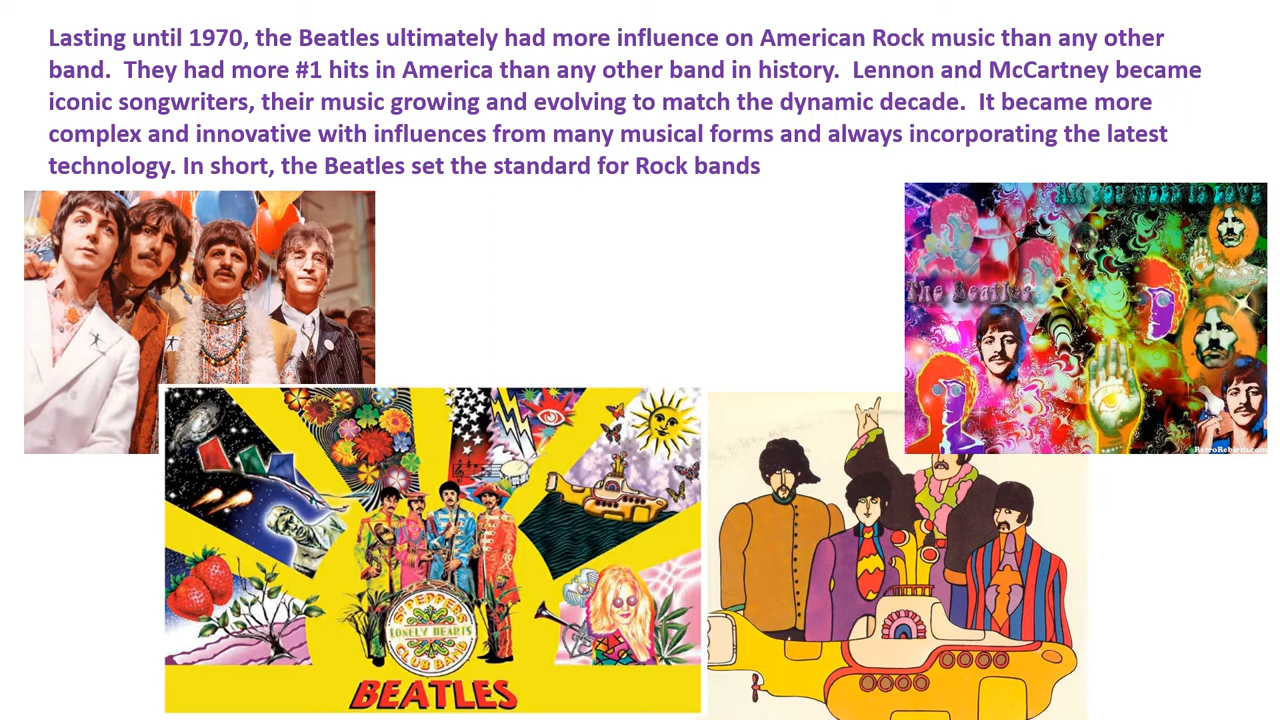 Lasting until 1970, the Beatles ultimately had more influence on American Rock music than any other
band.  They had more #1 hits in America than any other band in history.  Lennon and McCartney became
iconic songwriters, their music growing and evolving to match the dynamic decade.  It became more
complex and innovative with influences from many musical forms and always incorporating the latest
technology. In short, the Beatles set the standard for Rock bands
All You Need Is Love
The Beatles
RetroRebirth.com
SGT PEPPERS
LONELY HEARTS
CLUB BAND
BEATLES